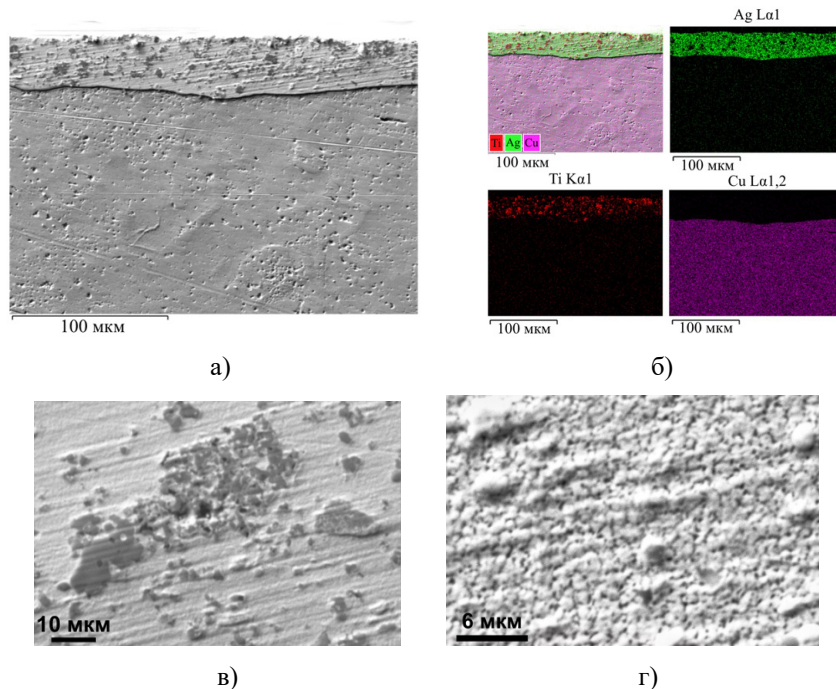 Ag Lα1
Ti Ag Cu
100 мкм
100 мкм
Ti Kα1
Cu Lα1,2
100 мкм
100 мкм
100 мкм
а)
б)
10 мкм
6 мкм
в)
г)